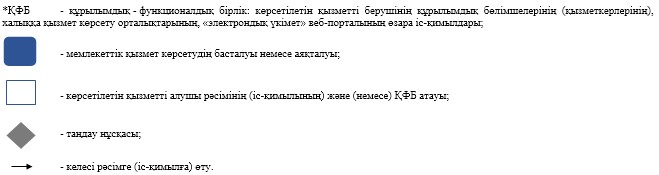 *ҚФБ - құрылымдық - функционалдық бірлік: көрсетілетін қызметті берушінің құрылымдық бөлімшелерінің (қызметкерлерінің),
халыққа қызмет көрсету орталықтарының, «электрондық үкімет» веб-порталының өзара іс-қимылдары;
- мемлекеттік қызмет көрсетудің басталуы немесе аяқталуы;
- көрсетілетін қызметті алушы рәсімінің (іс-қимылының) және (немесе) ҚФБ атауы;
- таңдау нұсқасы;
- келесі рәсімге (іс-қимылға) өту.